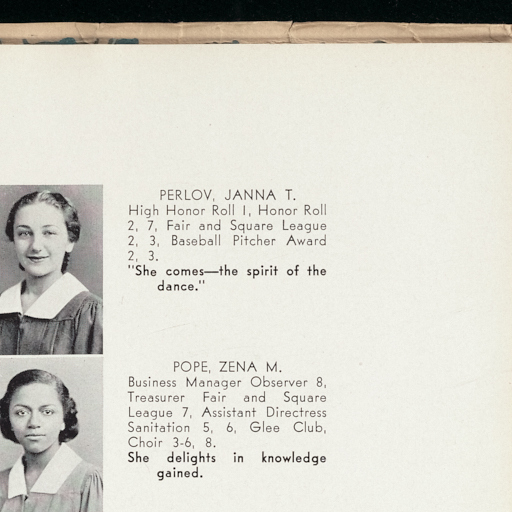 PERLOV, JANNA T.
High Honor Roll 1, Honor Roll
2, 7, Fair and Square League
2, 3, Baseball Pitcher Award
2, 3.
"She comes—the spirit of the
dance."
POPE, ZENA M.
Business Manager Observer 8,
Treasurer Fair and Square
League 7, Assistant Directress
Sanitation 5, 6, Glee Club,
Choir 3-6, 8.
She delights in knowledge
gained.